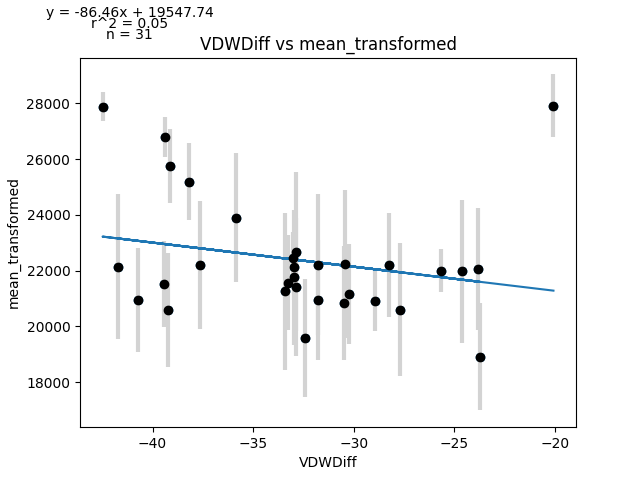 y = -86.46x + 19547.74
r^2 = 0.05
n = 31
VDWDiff vs mean_transformed
mean_transformed
28000
26000
24000
22000
20000
18000
−40
−35
−30
−25
−20
VDWDiff